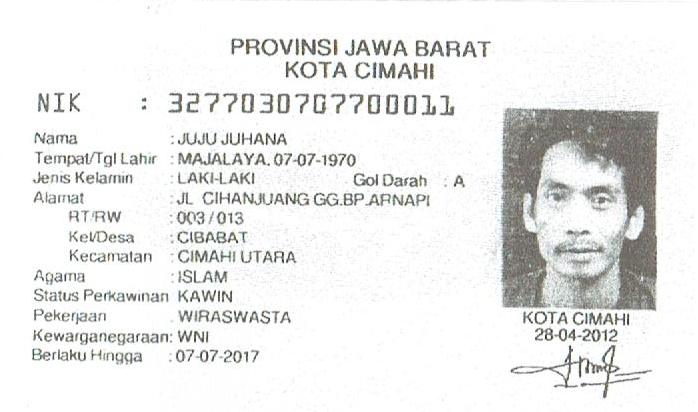 PROVINSI JAWA BARAT
KOTA CIMAHI
NIK : 3277030707700011
Nama : JUJU JUHANA
Tempat/Tgl Lahir : MAJALAYA, 07-07-1970
Jenis Kelamin : LAKI-LAKI Gol Darah : A
Alamat : JL CIHANJUANG GG.BP.ARNAPI
RT/RW : 003/013
Kel/Desa : CIBABAT
Kecamatan : CIMAHI UTARA
Agama : ISLAM
Status Perkawinan KAWIN
Pekerjaan : WIRASWASTA
Kewarganegaraan: WNI
Berlaku Hingga : 07-07-2017
KOTA CIMAHI
28-04-2012